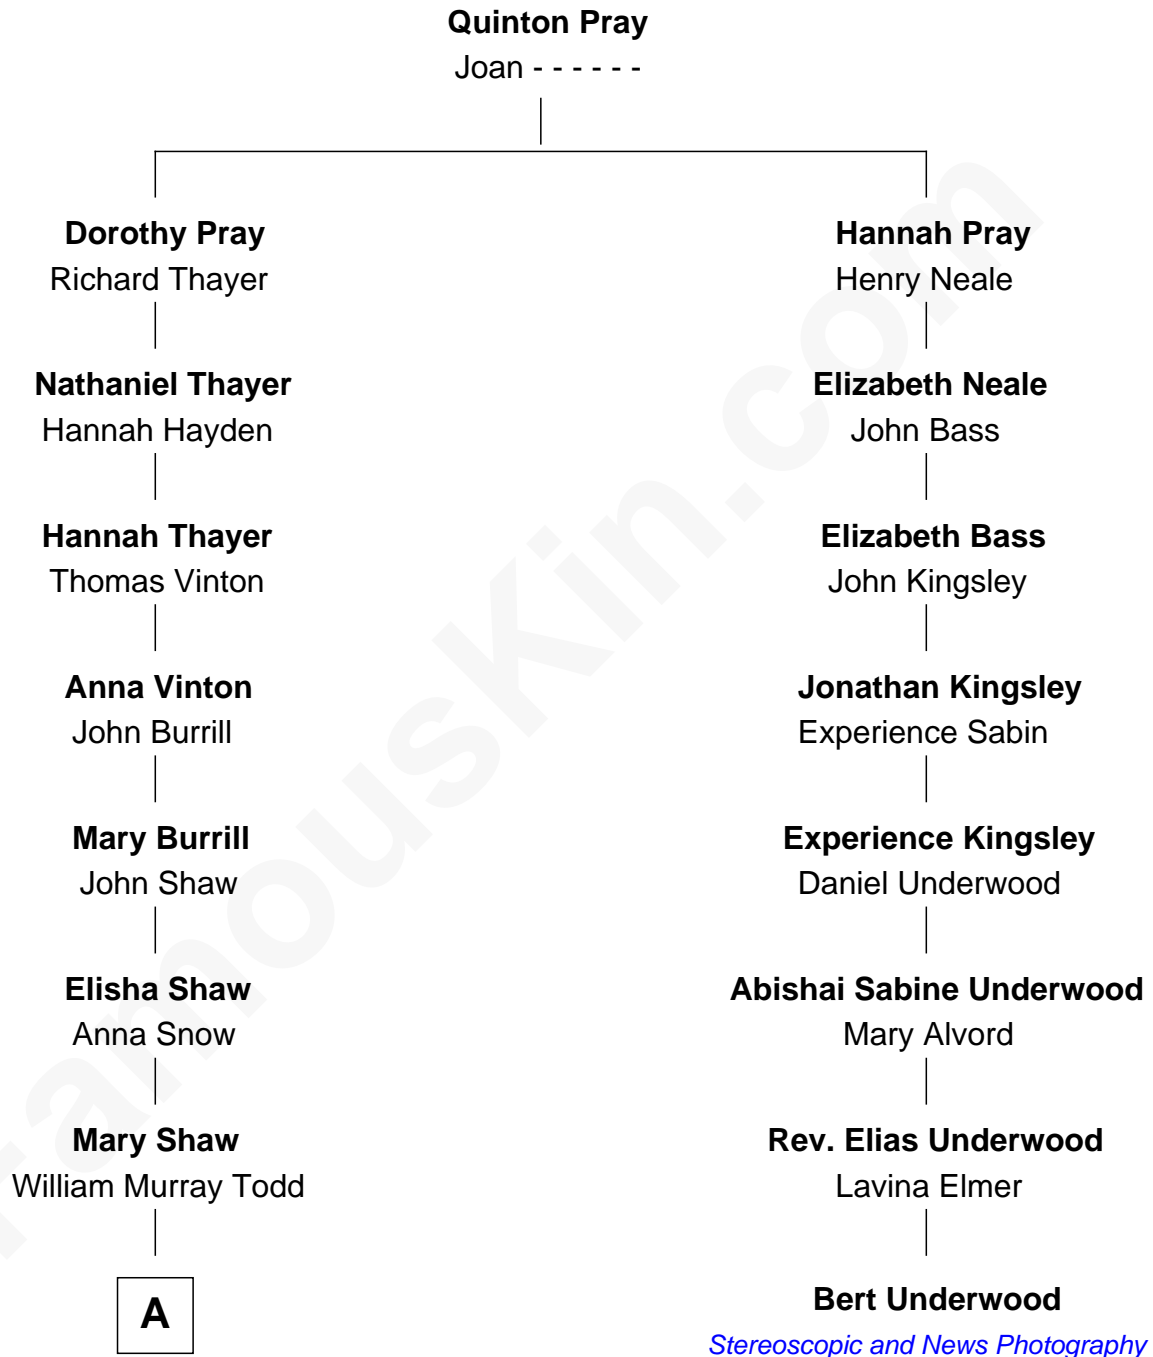 Quinton Pray
Joan - - - - - -
Dorothy Pray
Richard Thayer
Hannah Pray
Henry Neale
Nathaniel Thayer
Hannah Hayden
Elizabeth Neale
John Bass
Hannah Thayer
Thomas Vinton
Elizabeth Bass
John Kingsley
Anna Vinton
John Burrill
Jonathan Kingsley
Experience Sabin
Mary Burrill
John Shaw
Experience Kingsley
Daniel Underwood
Elisha Shaw
Anna Snow
Abishai Sabine Underwood
Mary Alvord
Mary Shaw
William Murray Todd
Rev. Elias Underwood
Lavina Elmer
A
Bert Underwood
Stereoscopic and News Photography
FamousKin.com